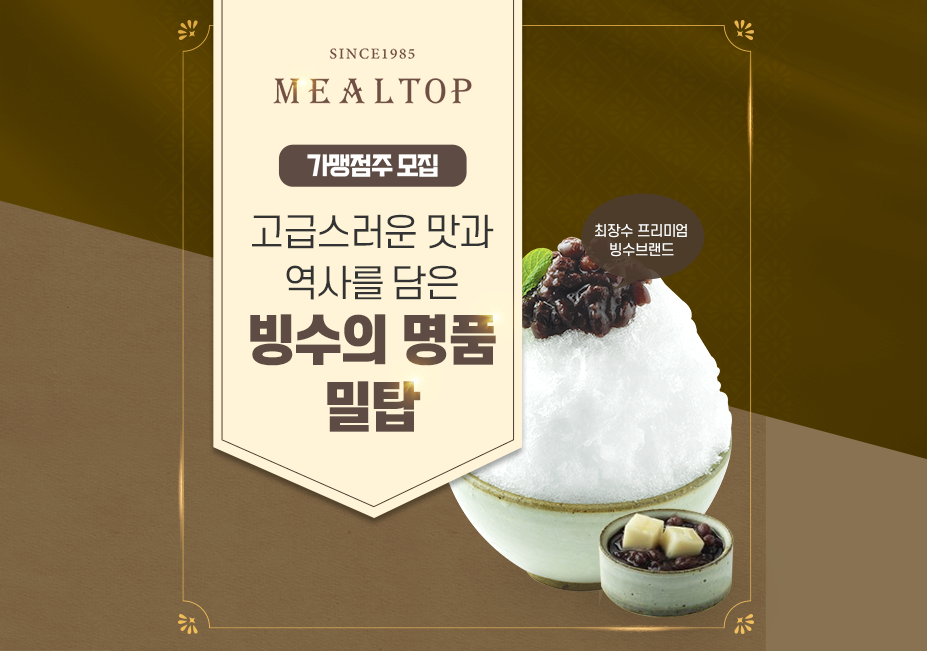 SINCE1985
MEALTOP
가맹점주 모집
고급스러운 맛과
역사를 담은
빙수의 명품
밀탑
최장수 프리미엄
빙수브랜드